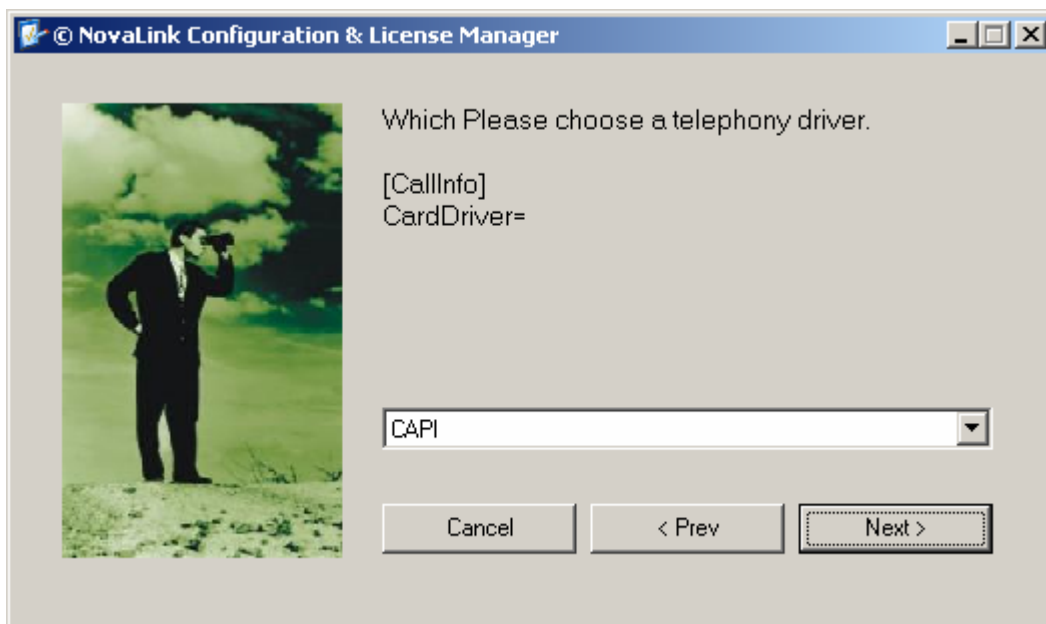 © NovaLink Configuration & License Manager
Which Please choose a telephony driver.
[CallInfo]
CardDriver=
CAPI
Cancel
< Prev
Next >